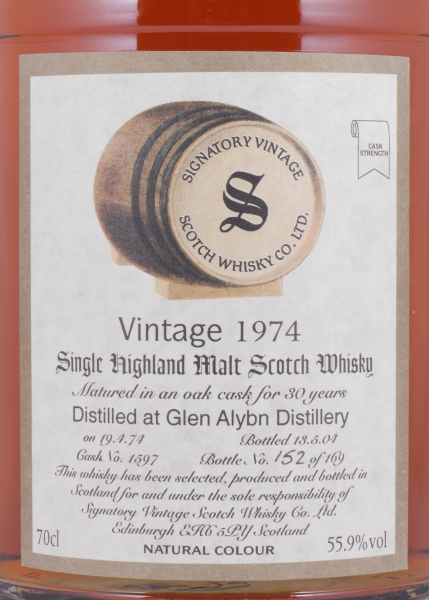 SIGNATORY VINTAGE
SCOTCH WHISKY CO. LTD.
S
CASK
STRENGTH
Vintage 1974
Single Highland Malt Scotch Whisky
Matured in an oak cask for 30 years
Distilled at Glen Alybn Distillery
on 19.4.74 Bottled 13.5.04
Cask No. 1597 Bottle No. 152 of 169
This whisky has been selected, produced and bottled in
Scotland for and under the sole responsibility of
Signatory Vintage Scotch Whisky Co. Ltd.
Edinburgh EH6 5PY Scotland
70cl NATURAL COLOUR 55.9%vol